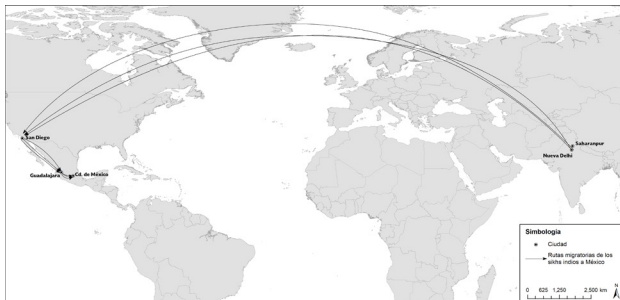 San Diego
Saharanpur
Nueva Delhi
Guadalajara
Cd. de México
Simbología
Ciudad
Rutas migratorias de los
sikhs indios a México
N
0 625 1,250 2,500 km